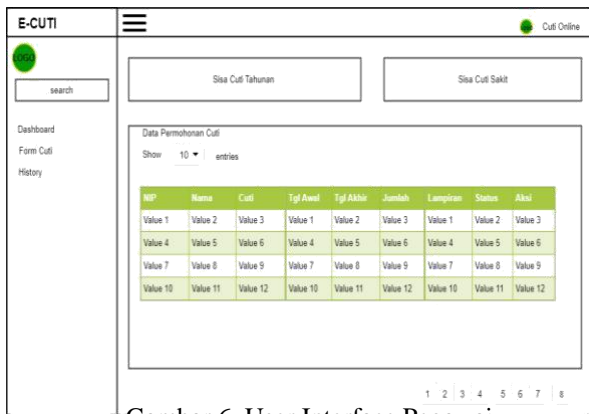 E-CUTI
LOGO
Cuti Online
LOGO
search
Dashboard
Form Cuti
History
Sisa Cuti Tahunan
Sisa Cuti Sakit
Data Permohonan Cuti
Show 10 entries
NIP Nama Cuti Tgl Awal Tgl Akhir Jumlah Lampiran Status Aksi
Value 1 Value 2 Value 3 Value 1 Value 2 Value 3 Value 1 Value 2 Value 3
Value 4 Value 5 Value 6 Value 4 Value 5 Value 6 Value 4 Value 5 Value 6
Value 7 Value 8 Value 9 Value 7 Value 8 Value 9 Value 7 Value 8 Value 9
Value 10 Value 11 Value 12 Value 10 Value 11 Value 12 Value 10 Value 11 Value 12
1 2 3 4 5 6 7 8
Gambar 6. User Interface Pegawai